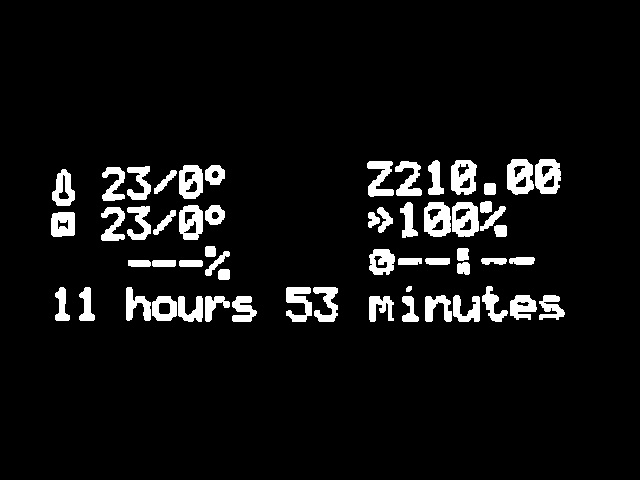 23/0° Z210.00
23/0° »100%
---% --:--
11 hours 53 minutes